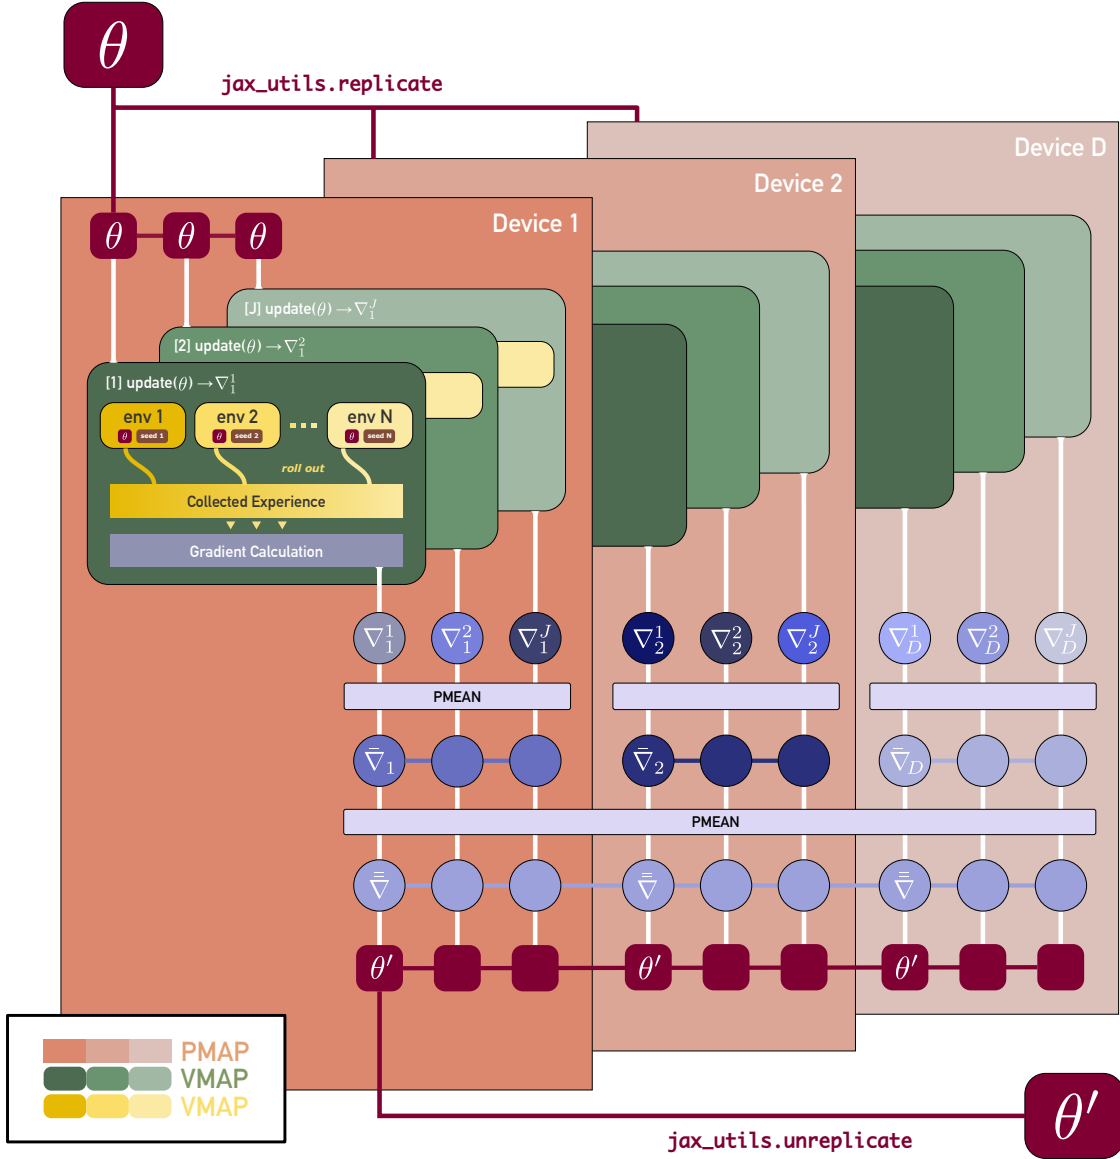 θ
jax_utils.replicate
Device D
Device 2
Device 1
θ θ θ
[J] update(θ) → ∇₁ᴶ
[2] update(θ) → ∇₁²
[1] update(θ) → ∇₁¹
env 1 env 2 env N
θ seed 1 θ seed 2 θ seed N
roll out
Collected Experience
Gradient Calculation
∇₁¹ ∇₁² ∇₁ᴶ ∇₂¹ ∇₂² ∇₂ᴶ ∇_D¹ ∇_D² ∇_Dᴶ
PMEAN
∇̄₁ ∇̄₂ ∇̄_D
PMEAN
∇̿ ∇̿ ∇̿
θ′ θ′ θ′
PMAP
VMAP
VMAP
θ′
jax_utils.unreplicate